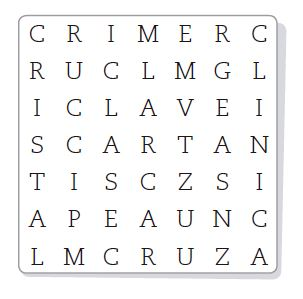 C R I M E R C
R U C L M G L
I C L A V E I
S C A R T A N
T I S C Z S I
A P E A U N C
L M C R U Z A